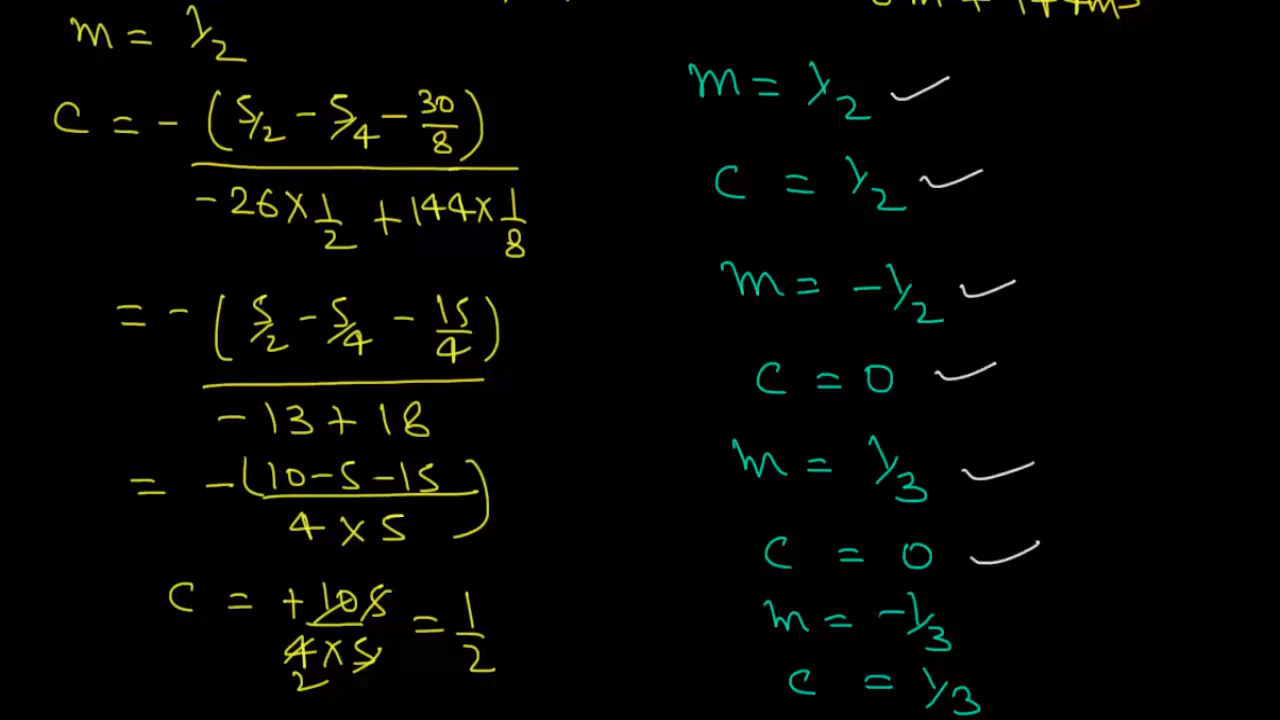 m = 1/2
C = - (5/2 - 5/4 - 30/8)
- 26 × 1/2 + 144 × 1/8
= - (5/2 - 5/4 - 15/4)
- 13 + 18
= - (10 - 5 - 15)
4 × 5
C = + 10 5 / 4 × 5 = 1/2
2
m = 1/2
C = 1/2
m = - 1/2
C = 0
m = 1/3
C = 0
m = - 1/3
C = 1/3